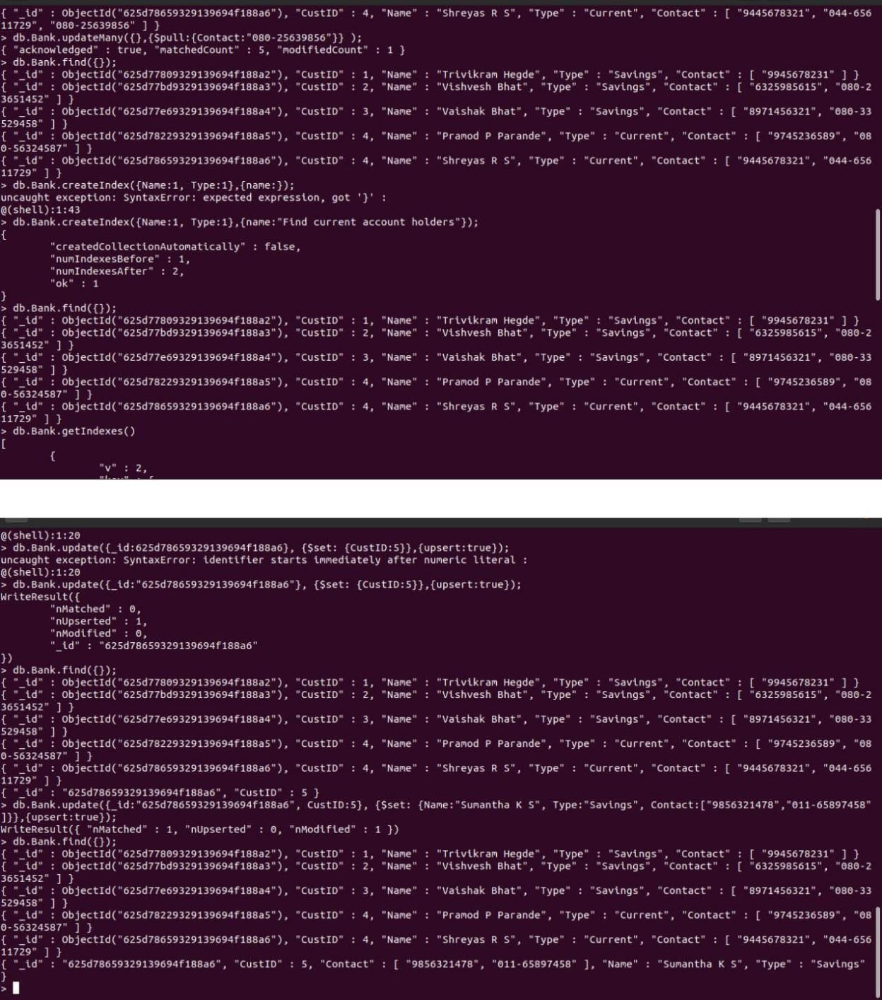 { "_id" : ObjectId("625d78659329139694f188a6"), "CustID" : 4, "Name" : "Shreyas R S", "Type" : "Current", "Contact" : [ "9445678321", "044-656
11729", "080-25639856" ] }
> db.Bank.updateMany({},{$pull:{Contact:"080-25639856"}} );
{ "acknowledged" : true, "matchedCount" : 5, "modifiedCount" : 1 }
> db.Bank.find({});
{ "_id" : ObjectId("625d77809329139694f188a2"), "CustID" : 1, "Name" : "Trivikram Hegde", "Type" : "Savings", "Contact" : [ "9945678231" ] }
{ "_id" : ObjectId("625d77bd9329139694f188a3"), "CustID" : 2, "Name" : "Vishvesh Bhat", "Type" : "Savings", "Contact" : [ "6325985615", "080-2
3651452" ] }
{ "_id" : ObjectId("625d77e69329139694f188a4"), "CustID" : 3, "Name" : "Vaishak Bhat", "Type" : "Savings", "Contact" : [ "8971456321", "080-33
529458" ] }
{ "_id" : ObjectId("625d78229329139694f188a5"), "CustID" : 4, "Name" : "Pramod P Parande", "Type" : "Current", "Contact" : [ "9745236589", "08
0-56324587" ] }
{ "_id" : ObjectId("625d78659329139694f188a6"), "CustID" : 4, "Name" : "Shreyas R S", "Type" : "Current", "Contact" : [ "9445678321", "044-656
11729" ] }
> db.Bank.createIndex({Name:1, Type:1},{name:});
uncaught exception: SyntaxError: expected expression, got '}' :
@(shell):1:43
> db.Bank.createIndex({Name:1, Type:1},{name:"Find current account holders"});
{
"createdCollectionAutomatically" : false,
"numIndexesBefore" : 1,
"numIndexesAfter" : 2,
"ok" : 1
}
> db.Bank.find({});
{ "_id" : ObjectId("625d77809329139694f188a2"), "CustID" : 1, "Name" : "Trivikram Hegde", "Type" : "Savings", "Contact" : [ "9945678231" ] }
{ "_id" : ObjectId("625d77bd9329139694f188a3"), "CustID" : 2, "Name" : "Vishvesh Bhat", "Type" : "Savings", "Contact" : [ "6325985615", "080-2
3651452" ] }
{ "_id" : ObjectId("625d77e69329139694f188a4"), "CustID" : 3, "Name" : "Vaishak Bhat", "Type" : "Savings", "Contact" : [ "8971456321", "080-33
529458" ] }
{ "_id" : ObjectId("625d78229329139694f188a5"), "CustID" : 4, "Name" : "Pramod P Parande", "Type" : "Current", "Contact" : [ "9745236589", "08
0-56324587" ] }
{ "_id" : ObjectId("625d78659329139694f188a6"), "CustID" : 4, "Name" : "Shreyas R S", "Type" : "Current", "Contact" : [ "9445678321", "044-656
11729" ] }
> db.Bank.getIndexes()
[
{
"v" : 2,
@(shell):1:20
> db.Bank.update({_id:625d78659329139694f188a6}, {$set: {CustID:5}},{upsert:true});
uncaught exception: SyntaxError: identifier starts immediately after numeric literal :
@(shell):1:20
> db.Bank.update({_id:"625d78659329139694f188a6"}, {$set: {CustID:5}},{upsert:true});
WriteResult({
"nMatched" : 0,
"nUpserted" : 1,
"nModified" : 0,
"_id" : "625d78659329139694f188a6"
})
> db.Bank.find({});
{ "_id" : ObjectId("625d77809329139694f188a2"), "CustID" : 1, "Name" : "Trivikram Hegde", "Type" : "Savings", "Contact" : [ "9945678231" ] }
{ "_id" : ObjectId("625d77bd9329139694f188a3"), "CustID" : 2, "Name" : "Vishvesh Bhat", "Type" : "Savings", "Contact" : [ "6325985615", "080-2
3651452" ] }
{ "_id" : ObjectId("625d77e69329139694f188a4"), "CustID" : 3, "Name" : "Vaishak Bhat", "Type" : "Savings", "Contact" : [ "8971456321", "080-33
529458" ] }
{ "_id" : ObjectId("625d78229329139694f188a5"), "CustID" : 4, "Name" : "Pramod P Parande", "Type" : "Current", "Contact" : [ "9745236589", "08
0-56324587" ] }
{ "_id" : ObjectId("625d78659329139694f188a6"), "CustID" : 4, "Name" : "Shreyas R S", "Type" : "Current", "Contact" : [ "9445678321", "044-656
11729" ] }
{ "_id" : "625d78659329139694f188a6", "CustID" : 5 }
> db.Bank.update({_id:"625d78659329139694f188a6", CustID:5}, {$set: {Name:"Sumantha K S", Type:"Savings", Contact:["9856321478","011-65897458"
]}},{upsert:true});
WriteResult({ "nMatched" : 1, "nUpserted" : 0, "nModified" : 1 })
> db.Bank.find({});
{ "_id" : ObjectId("625d77809329139694f188a2"), "CustID" : 1, "Name" : "Trivikram Hegde", "Type" : "Savings", "Contact" : [ "9945678231" ] }
{ "_id" : ObjectId("625d77bd9329139694f188a3"), "CustID" : 2, "Name" : "Vishvesh Bhat", "Type" : "Savings", "Contact" : [ "6325985615", "080-2
3651452" ] }
{ "_id" : ObjectId("625d77e69329139694f188a4"), "CustID" : 3, "Name" : "Vaishak Bhat", "Type" : "Savings", "Contact" : [ "8971456321", "080-33
529458" ] }
{ "_id" : ObjectId("625d78229329139694f188a5"), "CustID" : 4, "Name" : "Pramod P Parande", "Type" : "Current", "Contact" : [ "9745236589", "08
0-56324587" ] }
{ "_id" : ObjectId("625d78659329139694f188a6"), "CustID" : 4, "Name" : "Shreyas R S", "Type" : "Current", "Contact" : [ "9445678321", "044-656
11729" ] }
{ "_id" : "625d78659329139694f188a6", "CustID" : 5, "Contact" : [ "9856321478", "011-65897458" ], "Name" : "Sumantha K S", "Type" : "Savings"
}
>